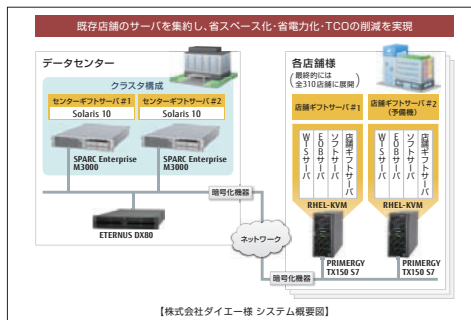 既存店舗のサーバを集約し、省スペース化・省電力化・TCOの削減を実現
データセンター
クラスタ構成
センターギフトサーバ #1
センターギフトサーバ #2
Solaris 10
Solaris 10
SPARC Enterprise
M3000
SPARC Enterprise
M3000
ETERNUS DX80
暗号化機器
ネットワーク
暗号化機器
各店舗様
(最終的には
全310店舗に展開)
店舗ギフトサーバ #1
店舗ギフトサーバ #2
(予備機)
WISサーバ
EOBサーバ
ソフトサーバ
店舗ギフトサーバ
WISサーバ
EOBサーバ
ソフトサーバ
店舗ギフトサーバ
RHEL-KVM
RHEL-KVM
PRIMERGY
TX150 S7
PRIMERGY
TX150 S7
【株式会社ダイエー様 システム概要図】